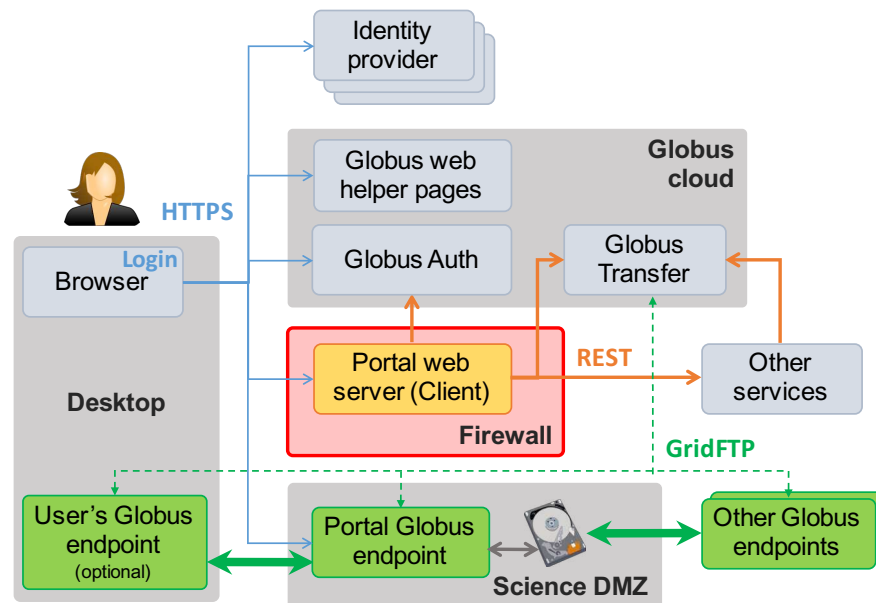 Identity
provider
Globus web
helper pages
Globus
cloud
HTTPS
Login
Browser
Globus Auth
Globus
Transfer
Portal web
server (Client)
REST
Other
services
Desktop
Firewall
GridFTP
User’s Globus
endpoint
(optional)
Portal Globus
endpoint
Other Globus
endpoints
Science DMZ